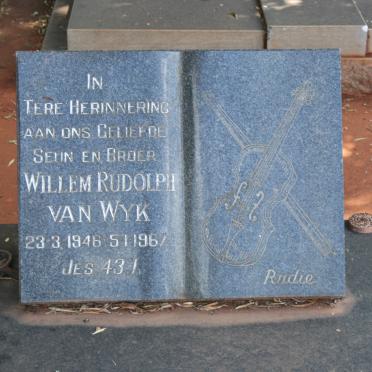 IN
TERE HERINNERING
AAN ONS GELIEFDE
SEUN EN BROER
WILLEM RUDOLPH
VAN WYK
23·3·1946 5·1·1967
JES 43·1
Rudie